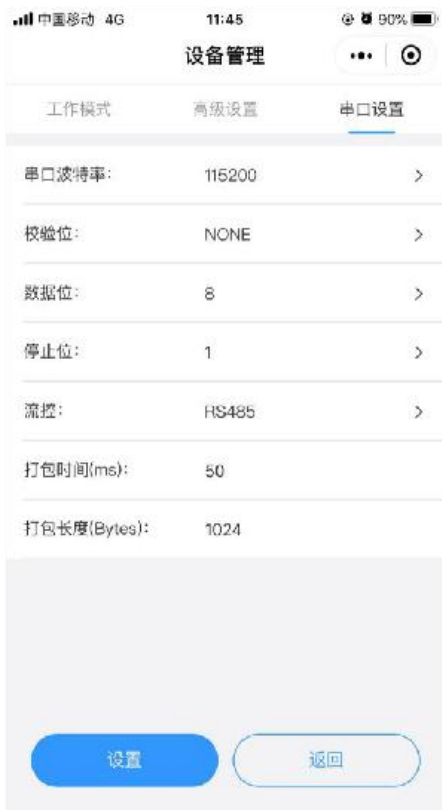 中国移动 4G 11:45 90%
设备管理
工作模式 高级设置 串口设置
串口波特率: 115200
校验位: NONE
数据位: 8
停止位: 1
流控: RS485
打包时间(ms): 50
打包长度(Bytes): 1024
设置 返回